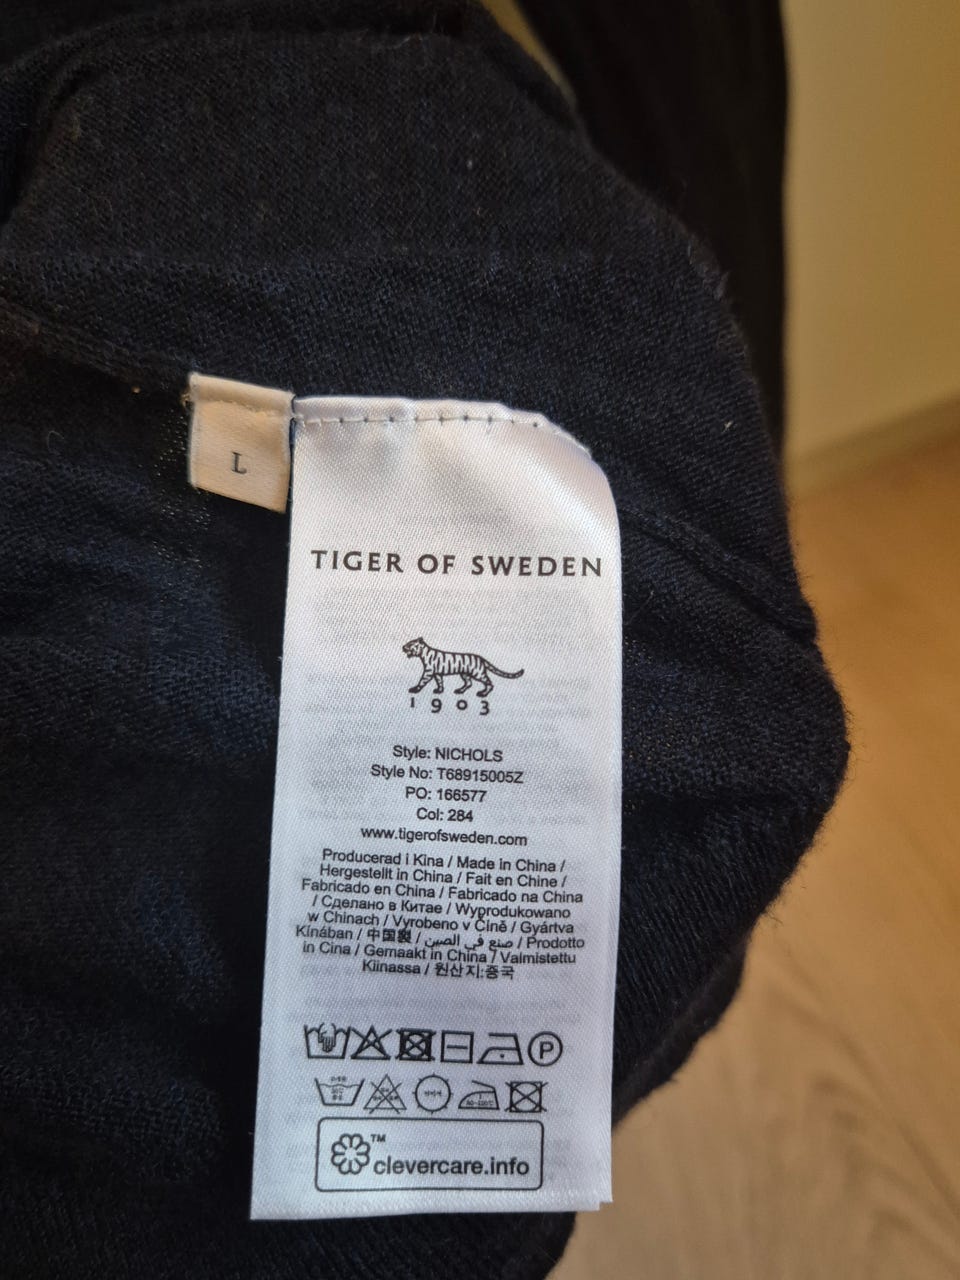 L
TIGER OF SWEDEN
1903
Style: NICHOLS
Style No: T68915005Z
PO: 166577
Col: 284
www.tigerofsweden.com
Producerad i Kina / Made in China /
Hergestellt in China / Fait en Chine /
Fabricado en China / Fabricado na China
/ Сделано в Китае / Wyprodukowano
w Chinach / Vyrobeno v Číně / Gyártva
Kínában / 中国製 / صنع في الصين / Prodotto
in Cina / Gemaakt in China / Valmistettu
Kiinassa / 원산지:중국
P
™
clevercare.info